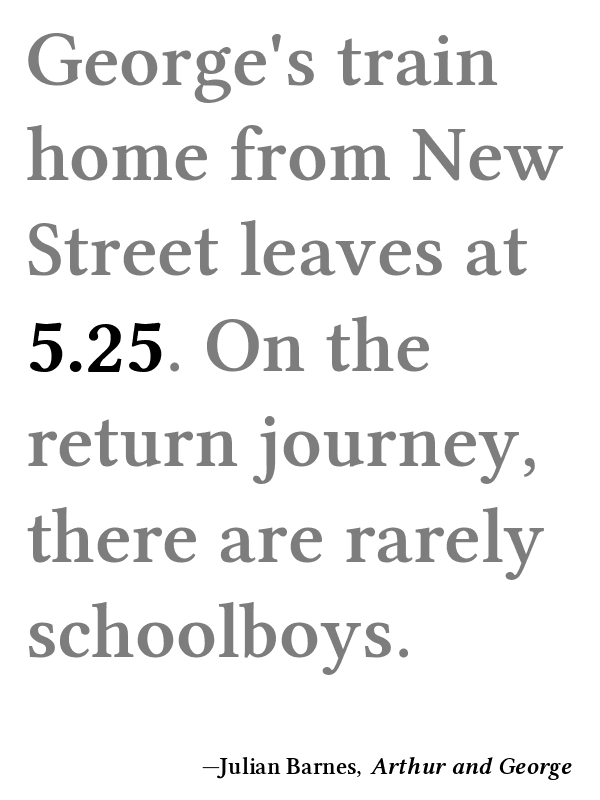 George's train
home from New
Street leaves at
5.25. On the
return journey,
there are rarely
schoolboys.
—Julian Barnes, Arthur and George